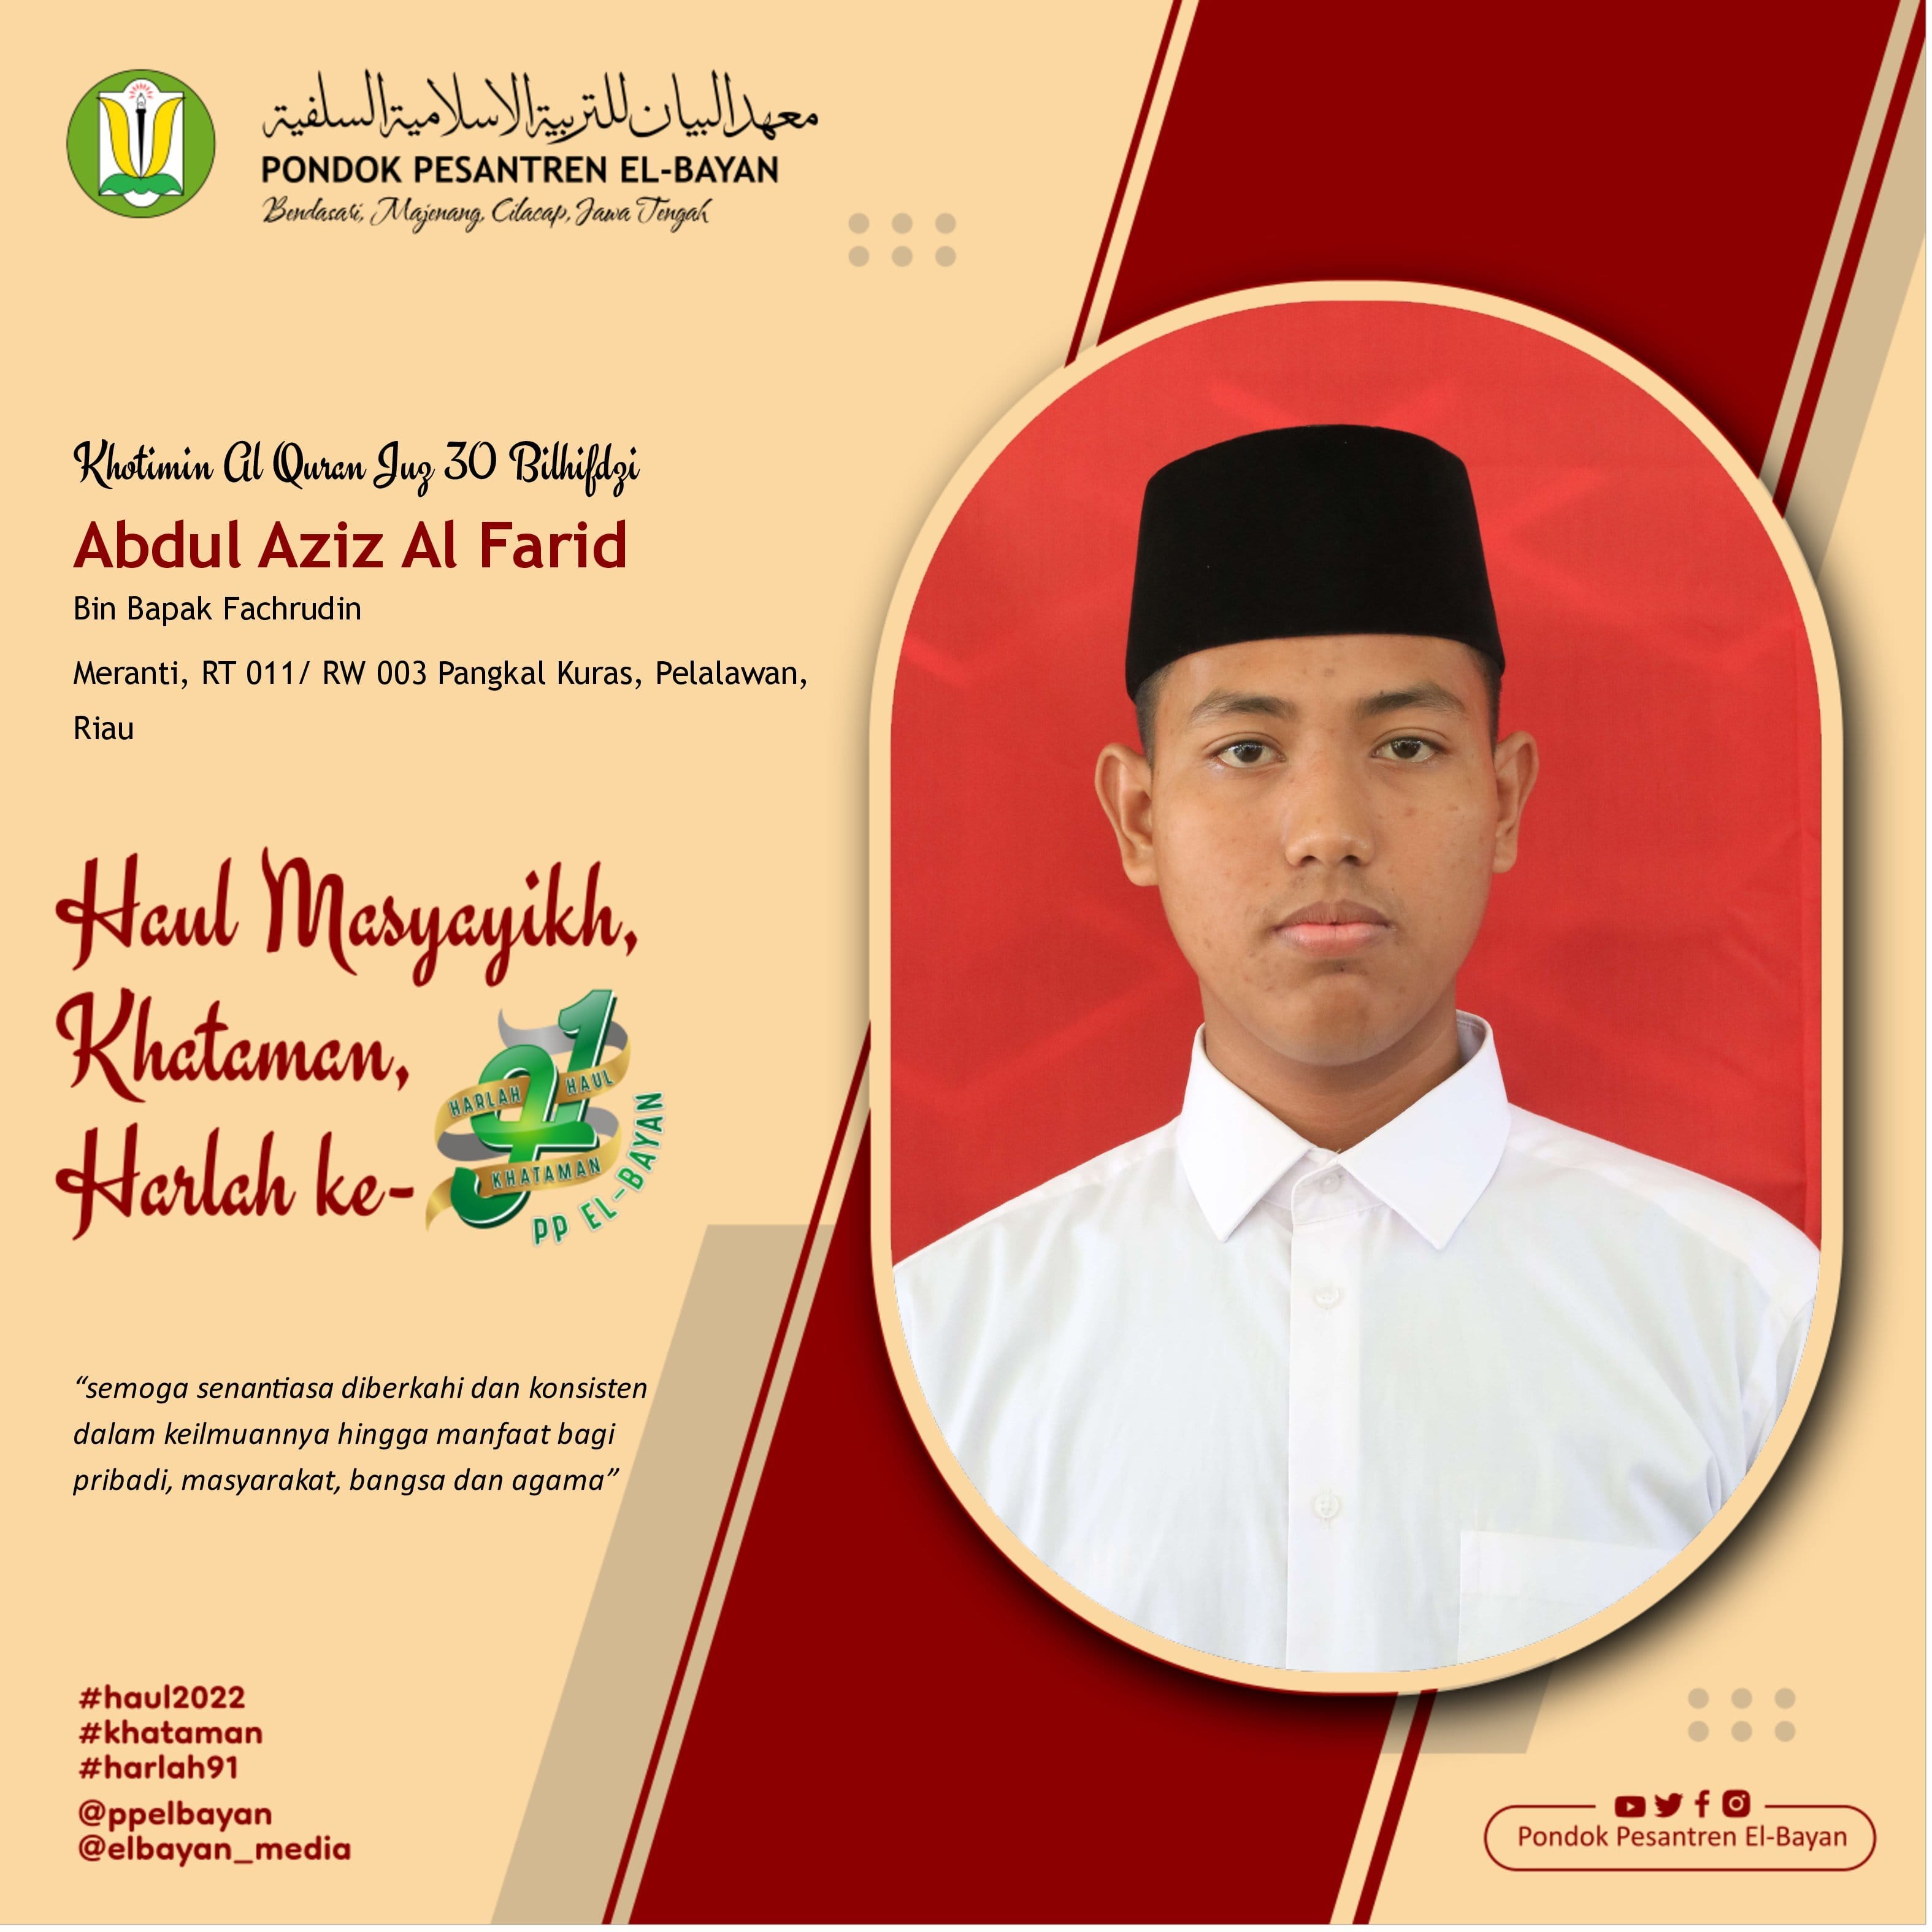 معهد البيان للتربية الاسلامية السلفية
PONDOK PESANTREN EL-BAYAN
Bendasari, Majenang, Cilacap, Jawa Tengah
Khotimin Al Quran Juz 30 Bilhifdzi
Abdul Aziz Al Farid
Bin Bapak Fachrudin
Meranti, RT 011/ RW 003 Pangkal Kuras, Pelalawan,
Riau
Haul Masyayikh,
Khataman,
Harlah ke-
91
HARLAH HAUL
KHATAMAN
PP EL-BAYAN
“semoga senantiasa diberkahi dan konsisten
dalam keilmuannya hingga manfaat bagi
pribadi, masyarakat, bangsa dan agama”
#haul2022
#khataman
#harlah91
@ppelbayan
@elbayan_media
Pondok Pesantren El-Bayan